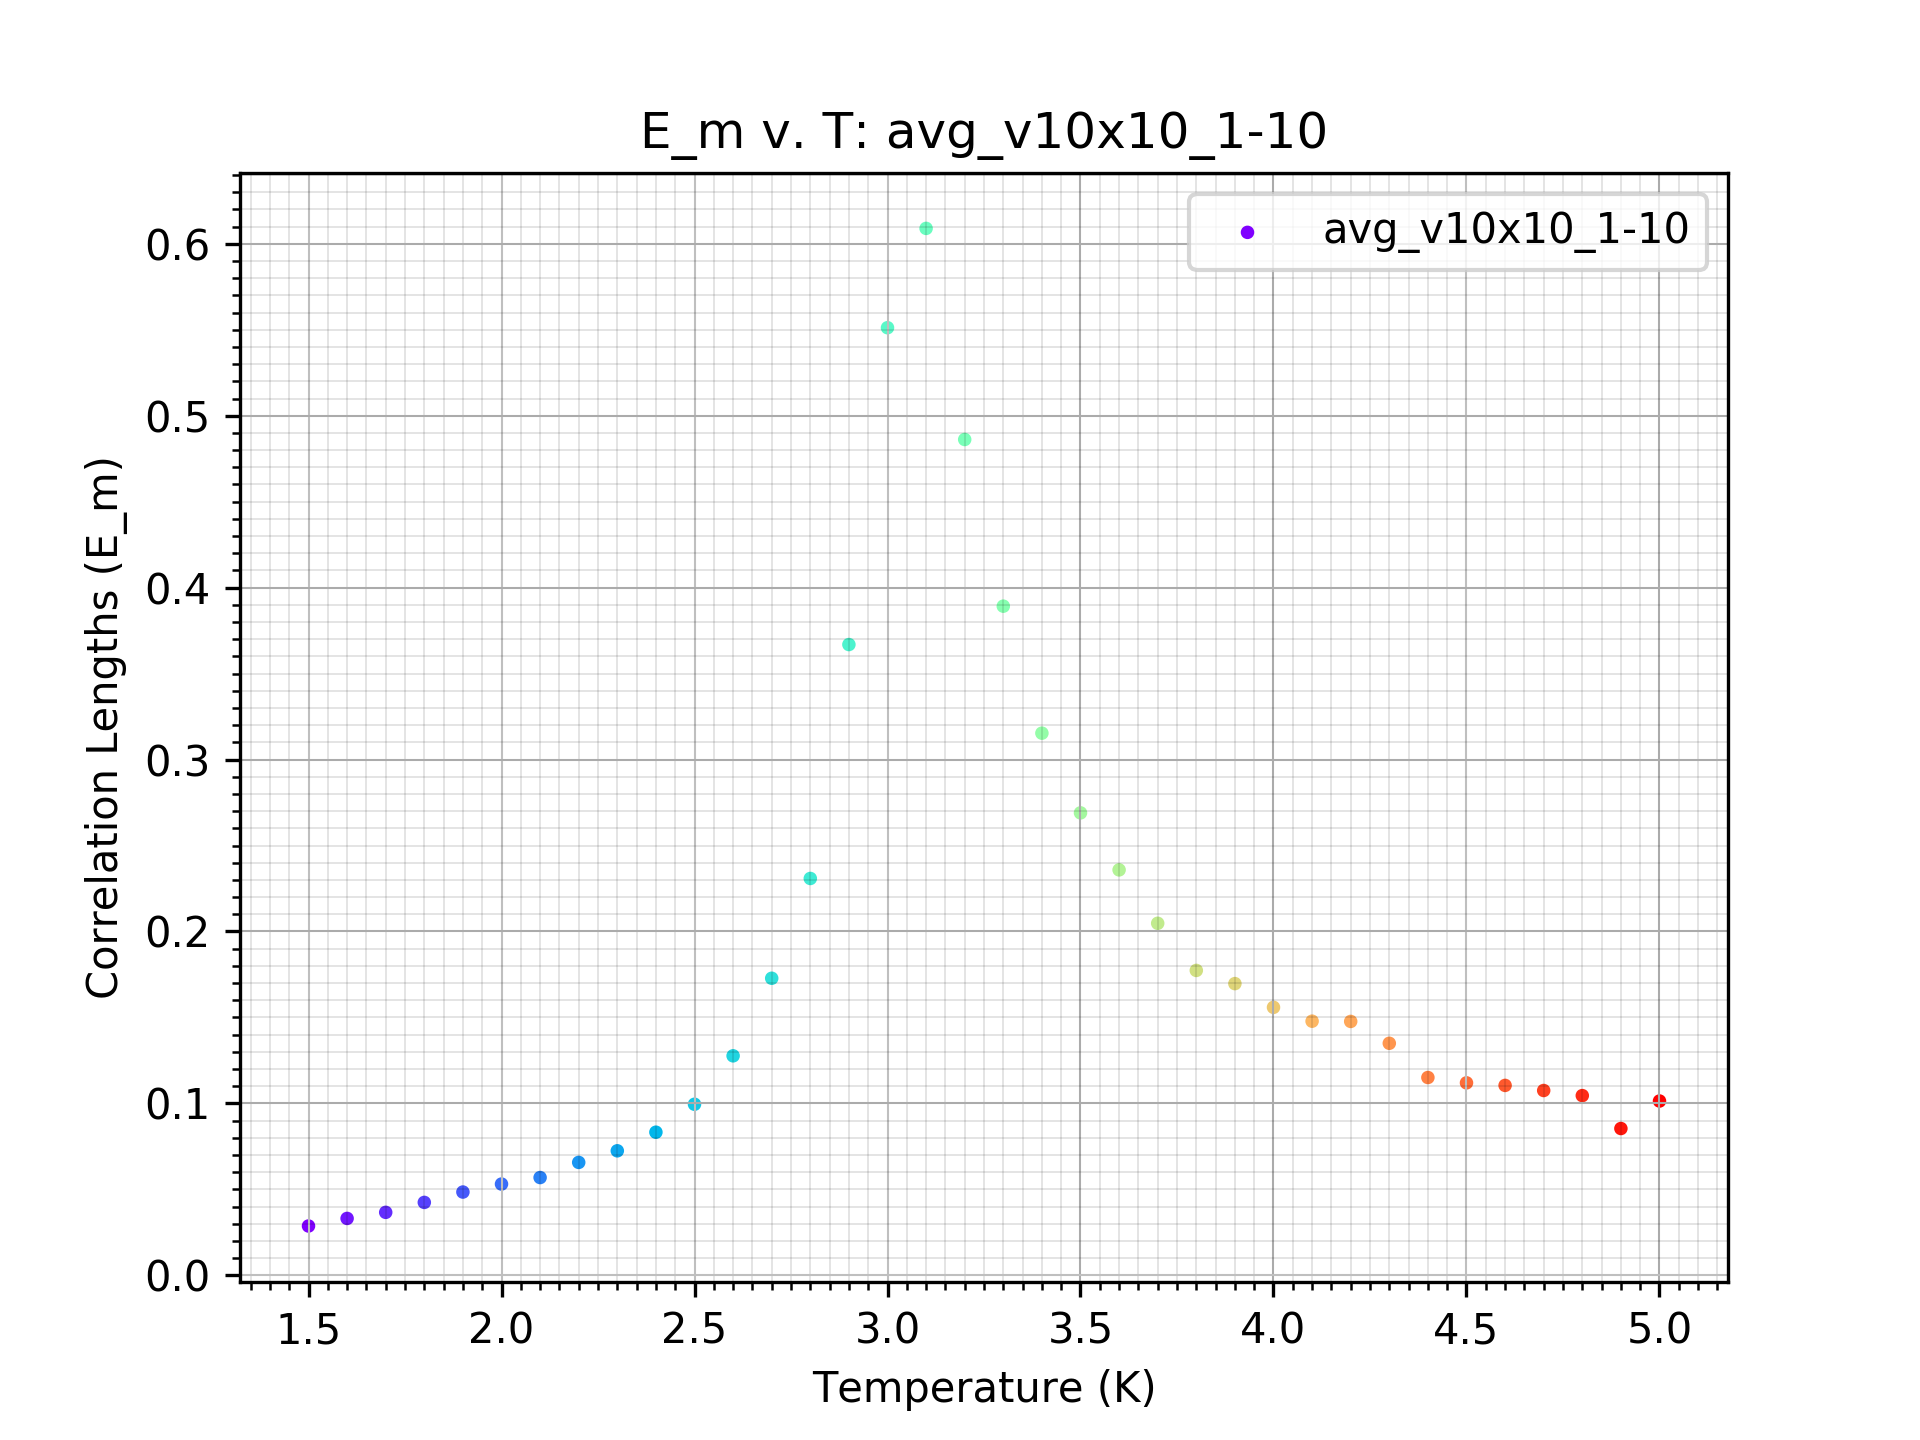 E_m v. T: avg_v10x10_1-10
avg_v10x10_1-10
Correlation Lengths (E_m)
0.6
0.5
0.4
0.3
0.2
0.1
0.0
1.5 2.0 2.5 3.0 3.5 4.0 4.5 5.0
Temperature (K)